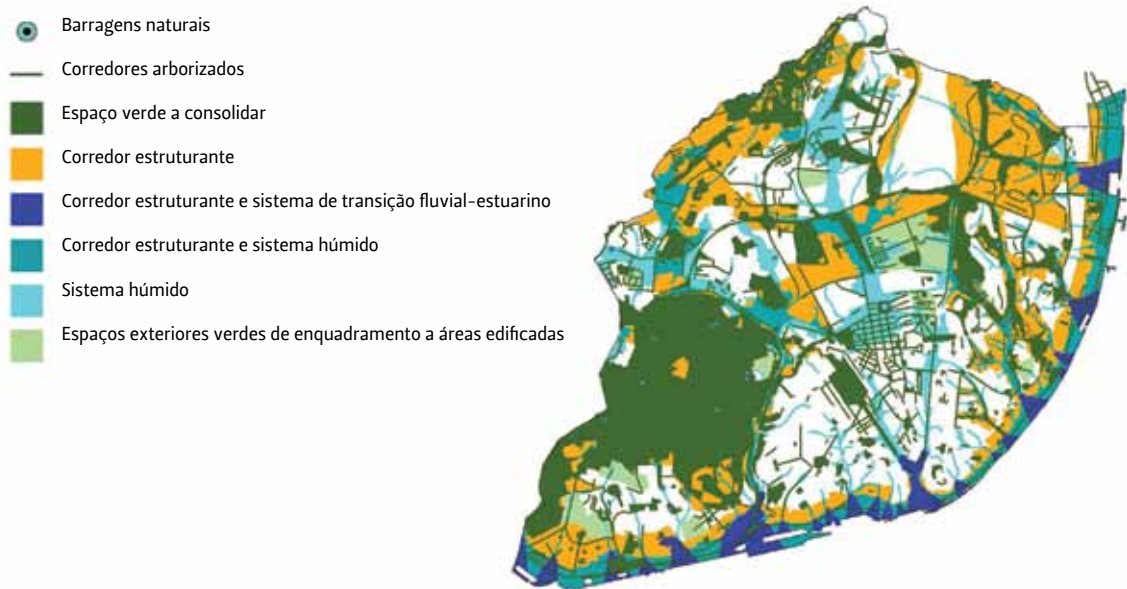 Barragens naturais
Corredores arborizados
Espaço verde a consolidar
Corredor estruturante
Corredor estruturante e sistema de transição fluvial-estuarino
Corredor estruturante e sistema húmido
Sistema húmido
Espaços exteriores verdes de enquadramento a áreas edificadas